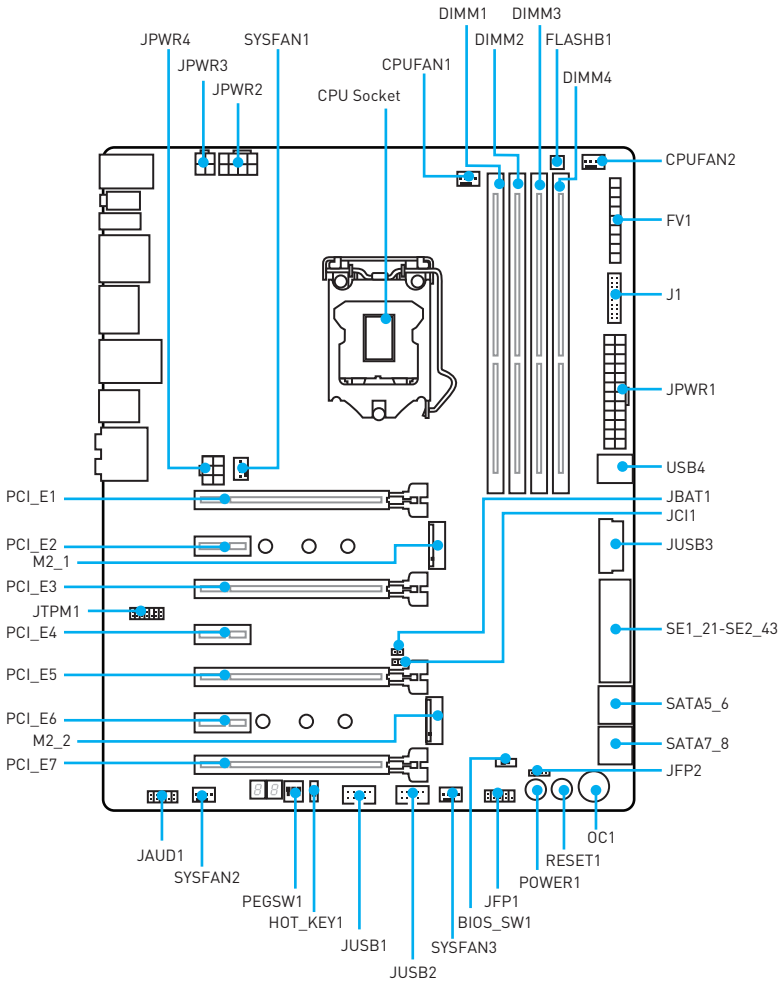 DIMM1
DIMM3
JPWR4
SYSFAN1
DIMM2
FLASHB1
JPWR3
CPUFAN1
DIMM4
JPWR2
CPU Socket
CPUFAN2
FV1
J1
JPWR1
USB4
PCI_E1
JBAT1
JCI1
PCI_E2
JUSB3
M2_1
PCI_E3
JTPM1
PCI_E4
SE1_21-SE2_43
PCI_E5
SATA5_6
PCI_E6
M2_2
SATA7_8
PCI_E7
JFP2
8 8
OC1
JAUD1
RESET1
SYSFAN2
POWER1
PEGSW1
JFP1
HOT_KEY1
BIOS_SW1
JUSB1
SYSFAN3
JUSB2